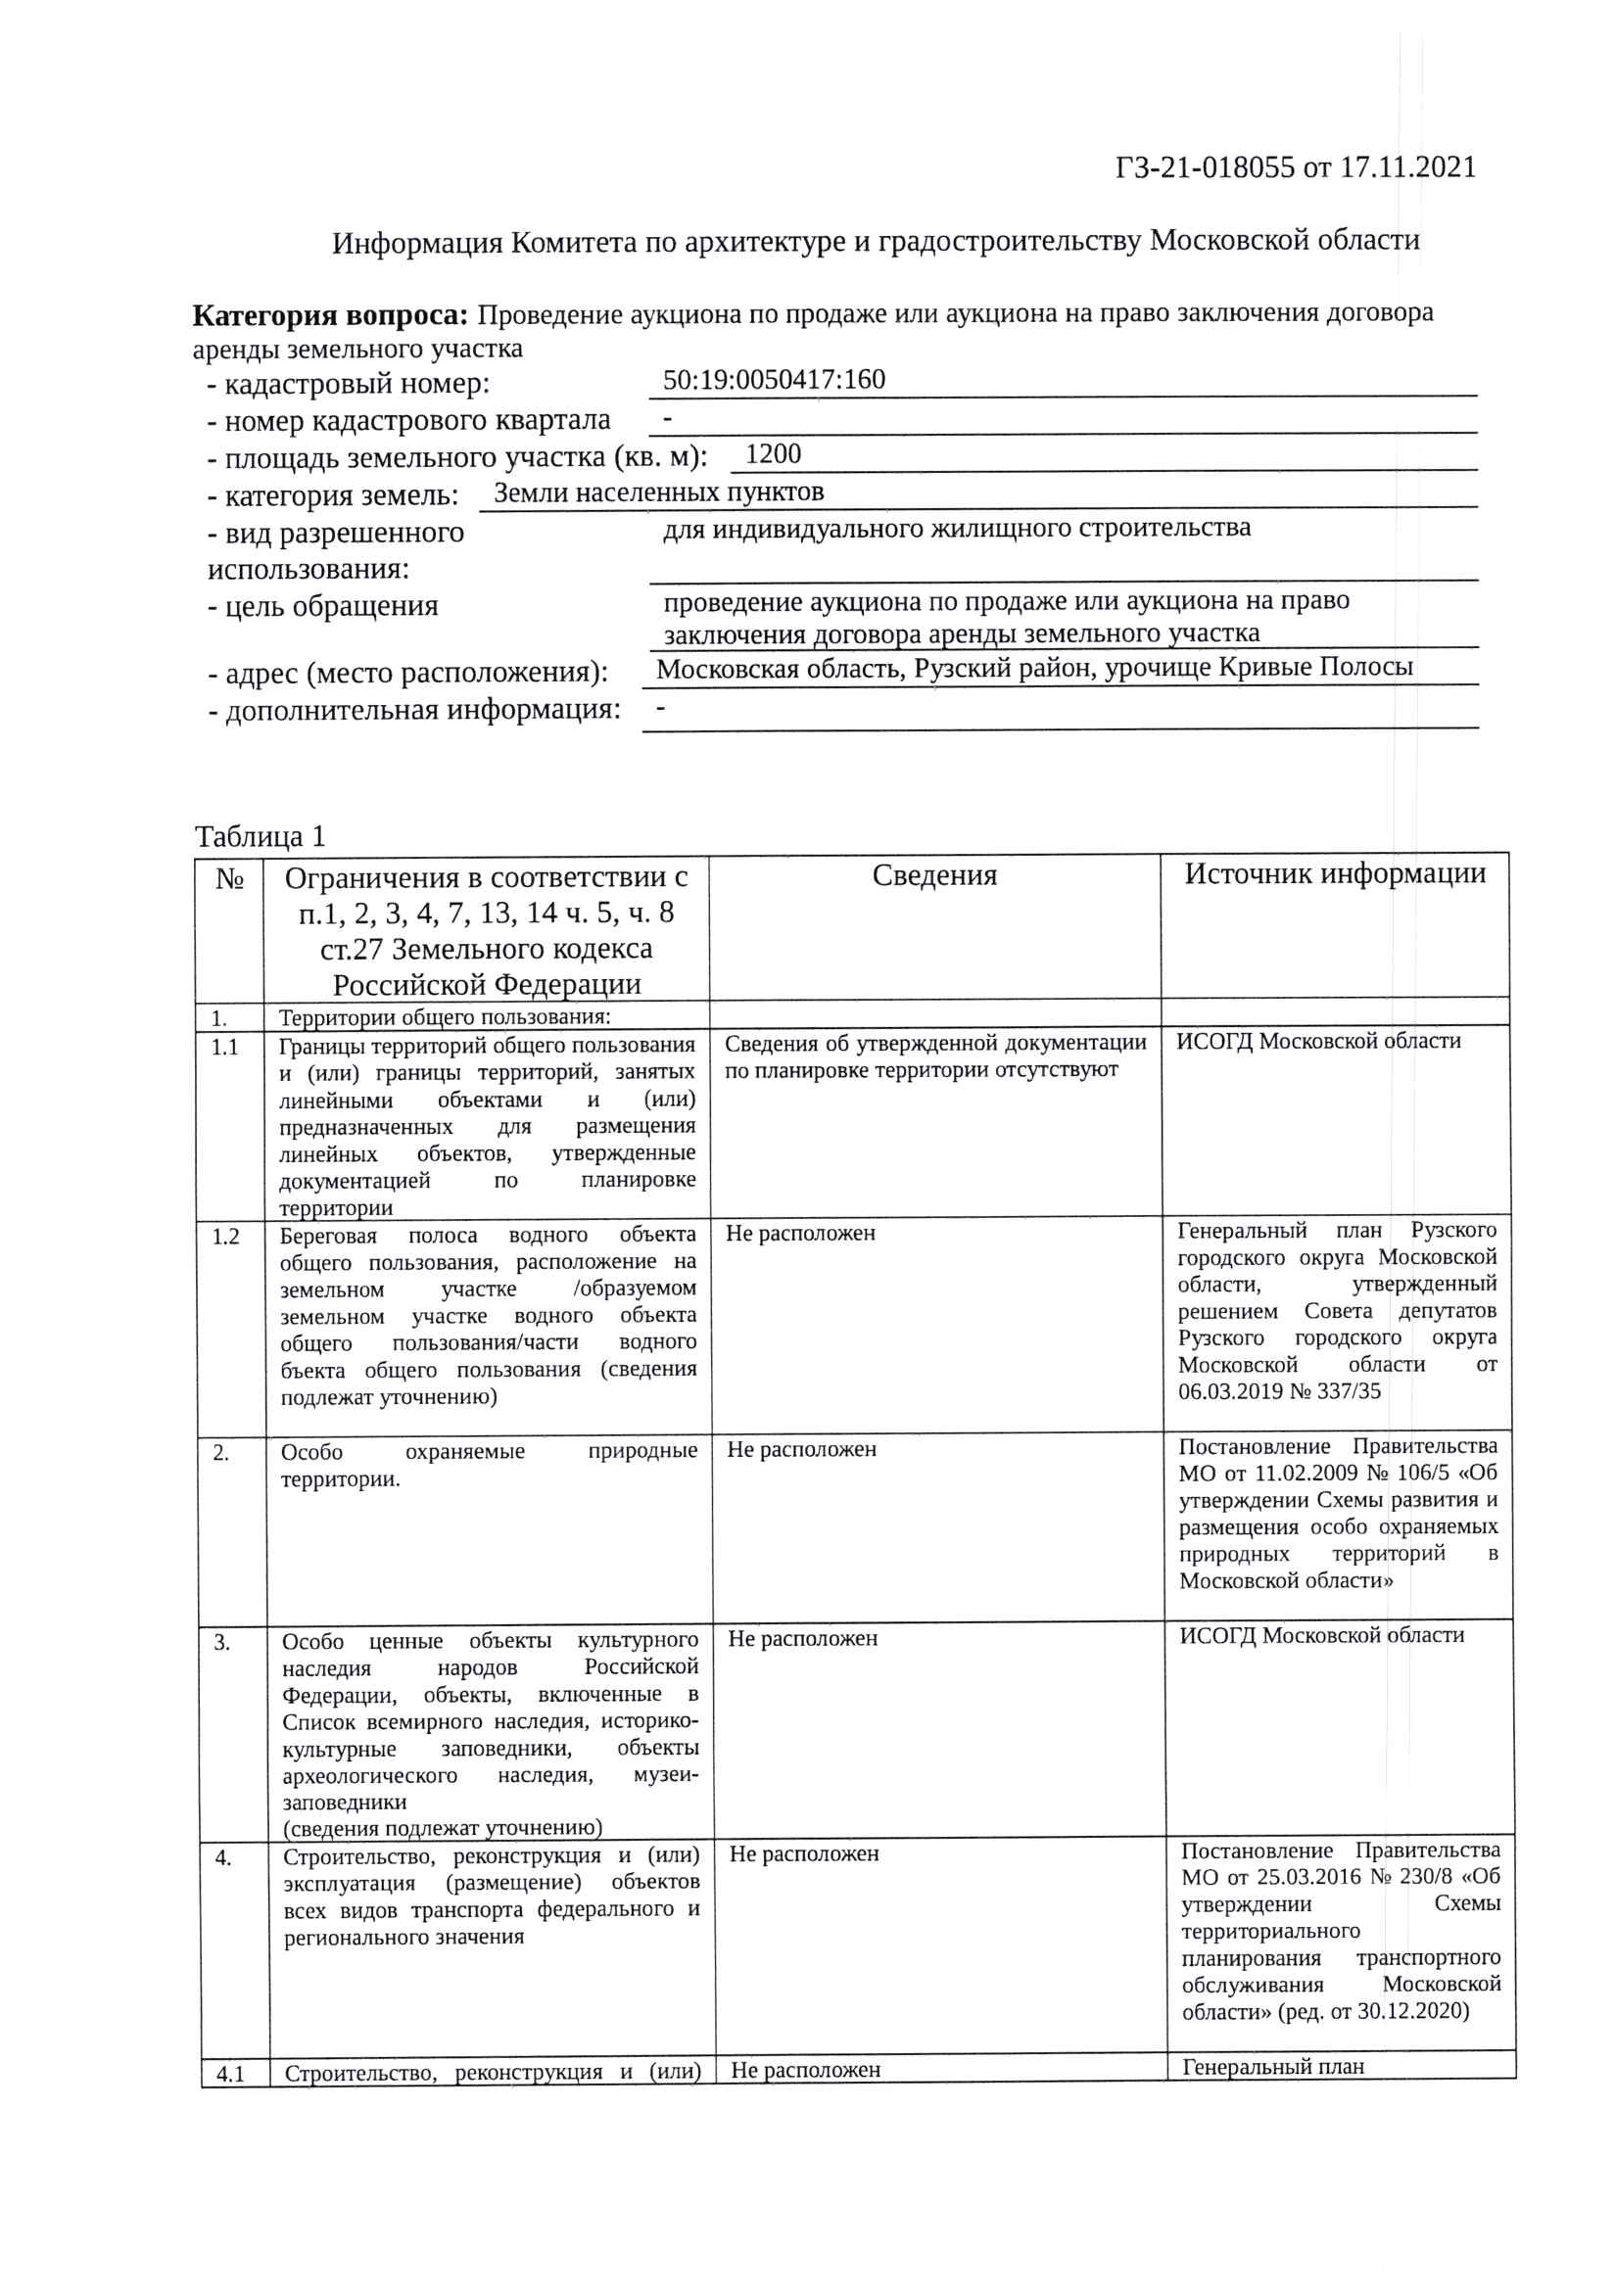 ГЗ-21-018055 от 17.11.2021
Информация Комитета по архитектуре и градостроительству Московской области
Категория вопроса: Проведение аукциона по продаже или аукциона на право заключения договора
аренды земельного участка
- кадастровый номер: 50:19:0050417:160
- номер кадастрового квартала -
- площадь земельного участка (кв. м): 1200
- категория земель: Земли населенных пунктов
- вид разрешенного для индивидуального жилищного строительства
использования:
- цель обращения проведение аукциона по продаже или аукциона на право
заключения договора аренды земельного участка
- адрес (место расположения): Московская область, Рузский район, урочище Кривые Полосы
- дополнительная информация: -
Таблица 1
№
Ограничения в соответствии с
п.1, 2, 3, 4, 7, 13, 14 ч. 5, ч. 8
ст.27 Земельного кодекса
Российской Федерации
Сведения
Источник информации
1.
Территории общего пользования:
1.1
Границы территорий общего пользования
и (или) границы территорий, занятых
линейными объектами и (или)
предназначенных для размещения
линейных объектов, утвержденные
документацией по планировке
территории
Сведения об утвержденной документации
по планировке территории отсутствуют
ИСОГД Московской области
1.2
Береговая полоса водного объекта
общего пользования, расположение на
земельном участке /образуемом
земельном участке водного объекта
общего пользования/части водного
бъекта общего пользования (сведения
подлежат уточнению)
Не расположен
Генеральный план Рузского
городского округа Московской
области, утвержденный
решением Совета депутатов
Рузского городского округа
Московской области от
06.03.2019 № 337/35
2.
Особо охраняемые природные
территории.
Не расположен
Постановление Правительства
МО от 11.02.2009 № 106/5 «Об
утверждении Схемы развития и
размещения особо охраняемых
природных территорий в
Московской области»
3.
Особо ценные объекты культурного
наследия народов Российской
Федерации, объекты, включенные в
Список всемирного наследия, историко-
культурные заповедники, объекты
археологического наследия, музеи-
заповедники
(сведения подлежат уточнению)
Не расположен
ИСОГД Московской области
4.
Строительство, реконструкция и (или)
эксплуатация (размещение) объектов
всех видов транспорта федерального и
регионального значения
Не расположен
Постановление Правительства
МО от 25.03.2016 № 230/8 «Об
утверждении Схемы
территориального
планирования транспортного
обслуживания Московской
области» (ред. от 30.12.2020)
4.1
Строительство, реконструкция и (или)
Не расположен
Генеральный план